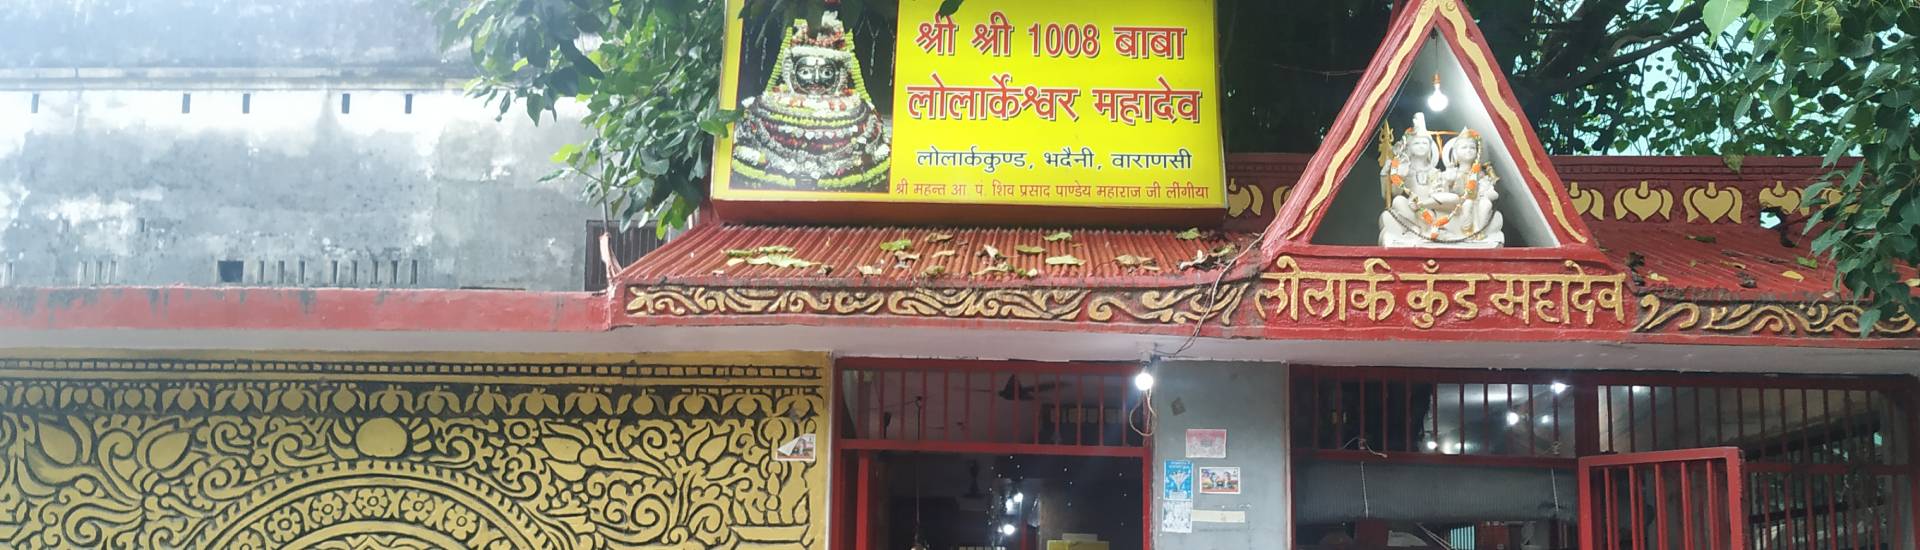 श्री श्री 1008 बाबा
लोलार्केश्वर महादेव
लोलार्ककुण्ड, भदैनी, वाराणसी
श्री महन्त आ. पं. शिव प्रसाद पाण्डेय महाराज जी लींगीया
लोलार्क कुँड महादेव